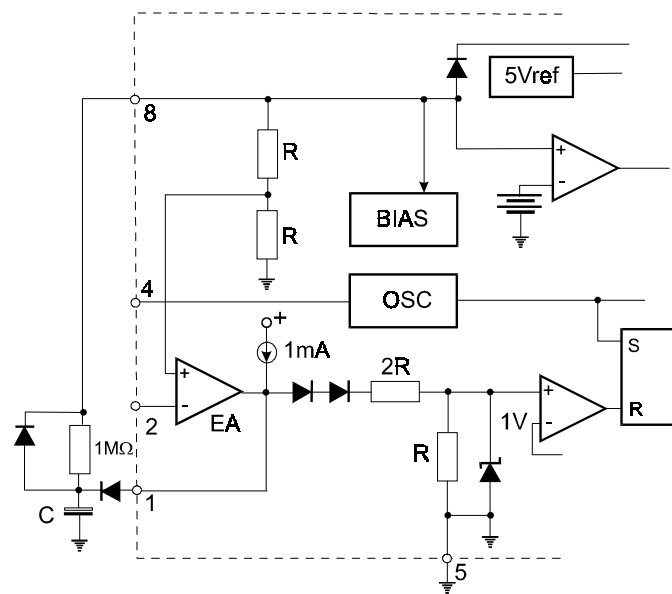 5Vref
8
R
+
-
BIAS
R
4
OSC
+
1mA
S
2R
+
+
1V
R
-
-
2
EA
1MΩ
R
1
C
5